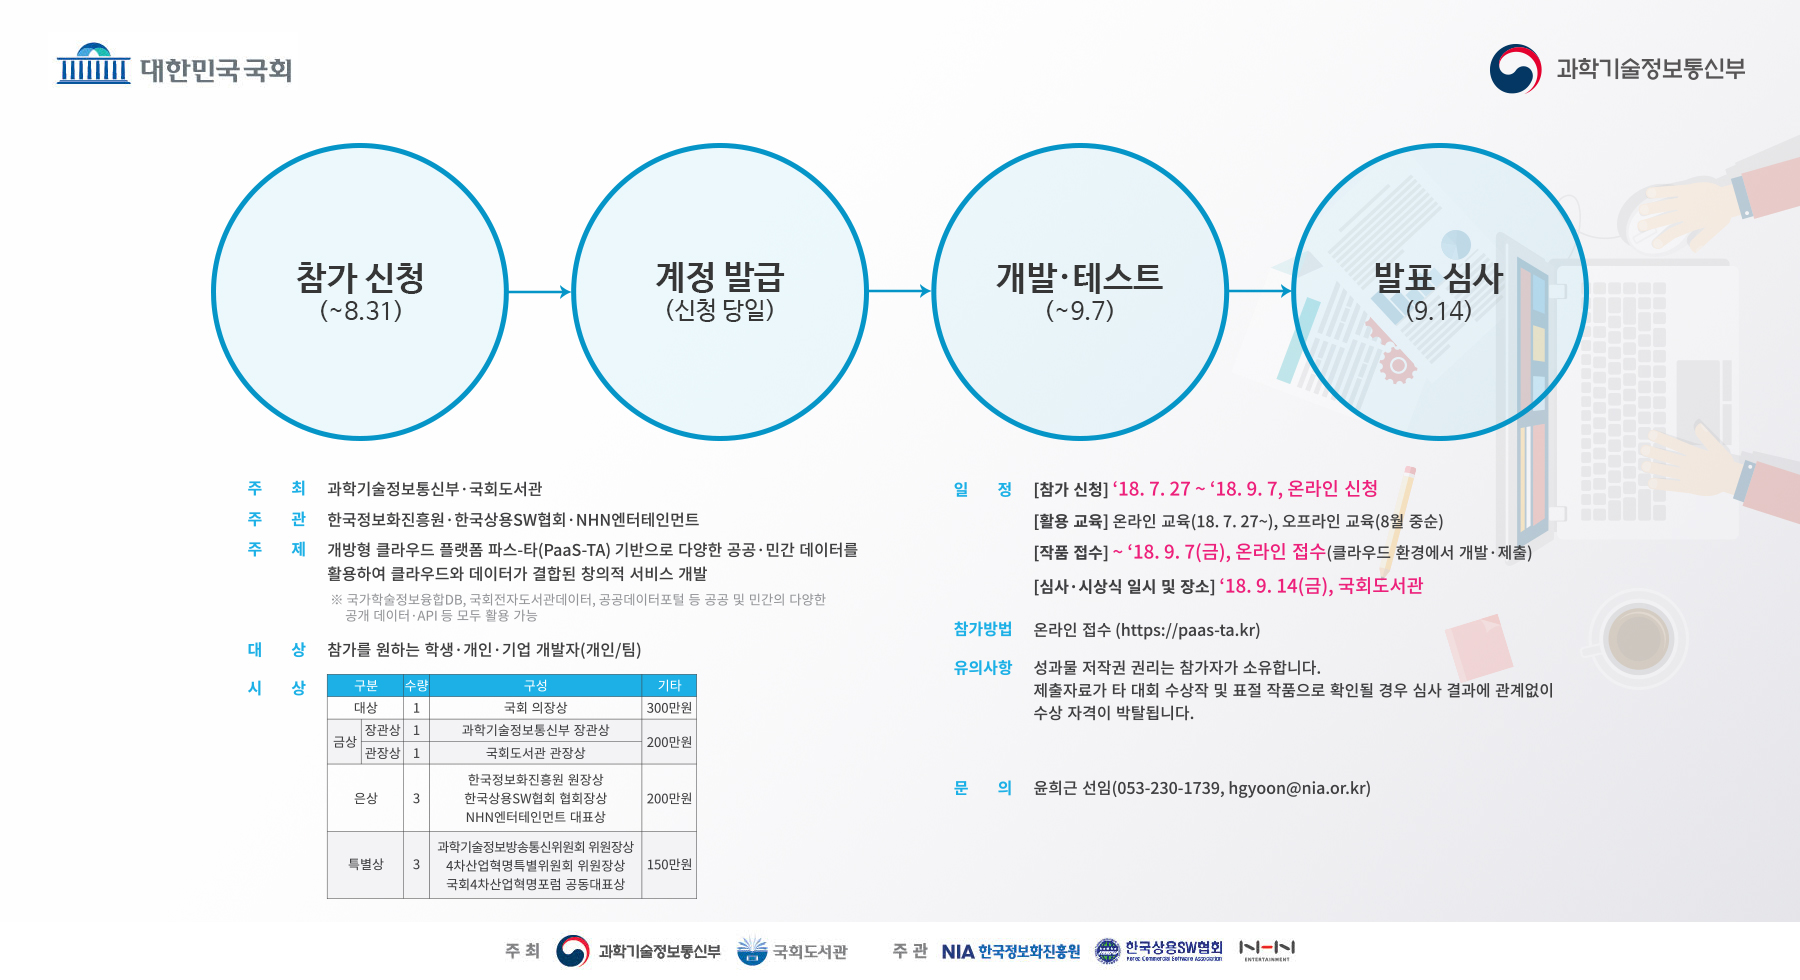 대한민국국회
과학기술정보통신부
참가 신청
(~8.31)
계정 발급
(신청 당일)
개발·테스트
(~9.7)
발표 심사
(9.14)
주 최 과학기술정보통신부·국회도서관
주 관 한국정보화진흥원·한국상용SW협회·NHN엔터테인먼트
주 제 개방형 클라우드 플랫폼 파스-타(PaaS-TA) 기반으로 다양한 공공·민간 데이터를
활용하여 클라우드와 데이터가 결합된 창의적 서비스 개발
※ 국가학술정보융합DB, 국회전자도서관데이터, 공공데이터포털 등 공공 및 민간의 다양한
공개 데이터·API 등 모두 활용 가능
대 상 참가를 원하는 학생·개인·기업 개발자(개인/팀)
시 상
구분 수량 구성 기타
대상 1 국회 의장상 300만원
금상 장관상 1 과학기술정보통신부 장관상 200만원
관장상 1 국회도서관 관장상
은상 3 한국정보화진흥원 원장상 200만원
한국상용SW협회 협회장상
NHN엔터테인먼트 대표상
특별상 3 과학기술정보방송통신위원회 위원장상 150만원
4차산업혁명특별위원회 위원장상
국회4차산업혁명포럼 공동대표상
일 정 [참가 신청] ‘18. 7. 27 ~ ‘18. 9. 7, 온라인 신청
[활용 교육] 온라인 교육(18. 7. 27~), 오프라인 교육(8월 중순)
[작품 접수] ~ ‘18. 9. 7(금), 온라인 접수(클라우드 환경에서 개발·제출)
[심사·시상식 일시 및 장소] ‘18. 9. 14(금), 국회도서관
참가방법 온라인 접수 (https://paas-ta.kr)
유의사항 성과물 저작권 권리는 참가자가 소유합니다.
제출자료가 타 대회 수상작 및 표절 작품으로 확인될 경우 심사 결과에 관계없이
수상 자격이 박탈됩니다.
문 의 윤희근 선임(053-230-1739, hgyoon@nia.or.kr)
주 최 과학기술정보통신부 국회도서관 주 관 NIA 한국정보화진흥원 한국상용SW협회 NHN
Korea Commercial Software Association ENTERTAINMENT